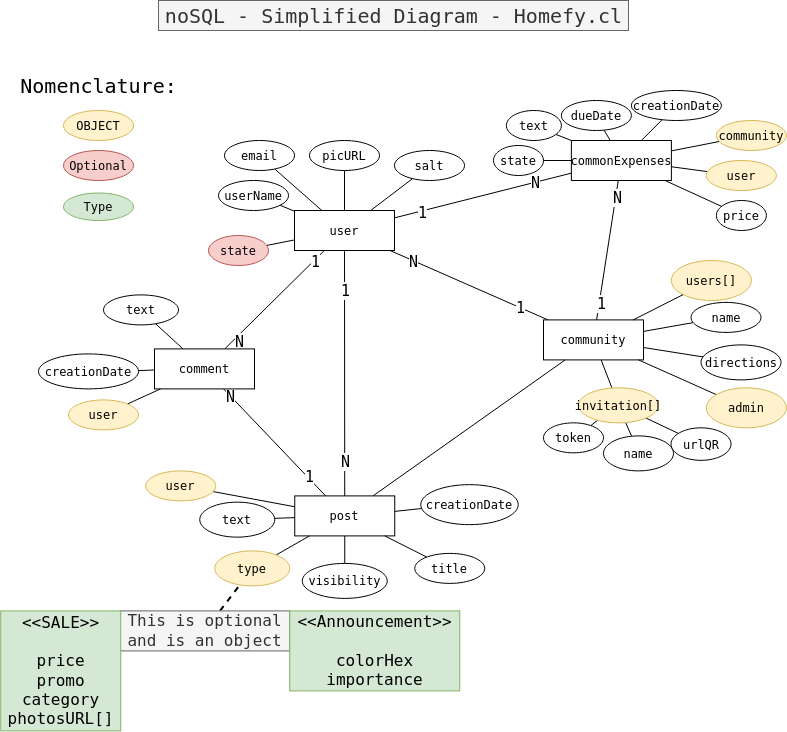 noSQL - Simplified Diagram - Homefy.cl
Nomenclature:
OBJECT
Optional
Type
email
picURL
salt
userName
state
user
text
dueDate
creationDate
state
commonExpenses
community
user
price
1
N
N
1
1
N
1
N
1
N
text
creationDate
user
comment
N
1
users[]
name
community
directions
admin
invitation[]
token
name
urlQR
user
text
post
creationDate
type
visibility
title
This is optional
and is an object
<<SALE>>
price
promo
category
photosURL[]
<<Announcement>>
colorHex
importance